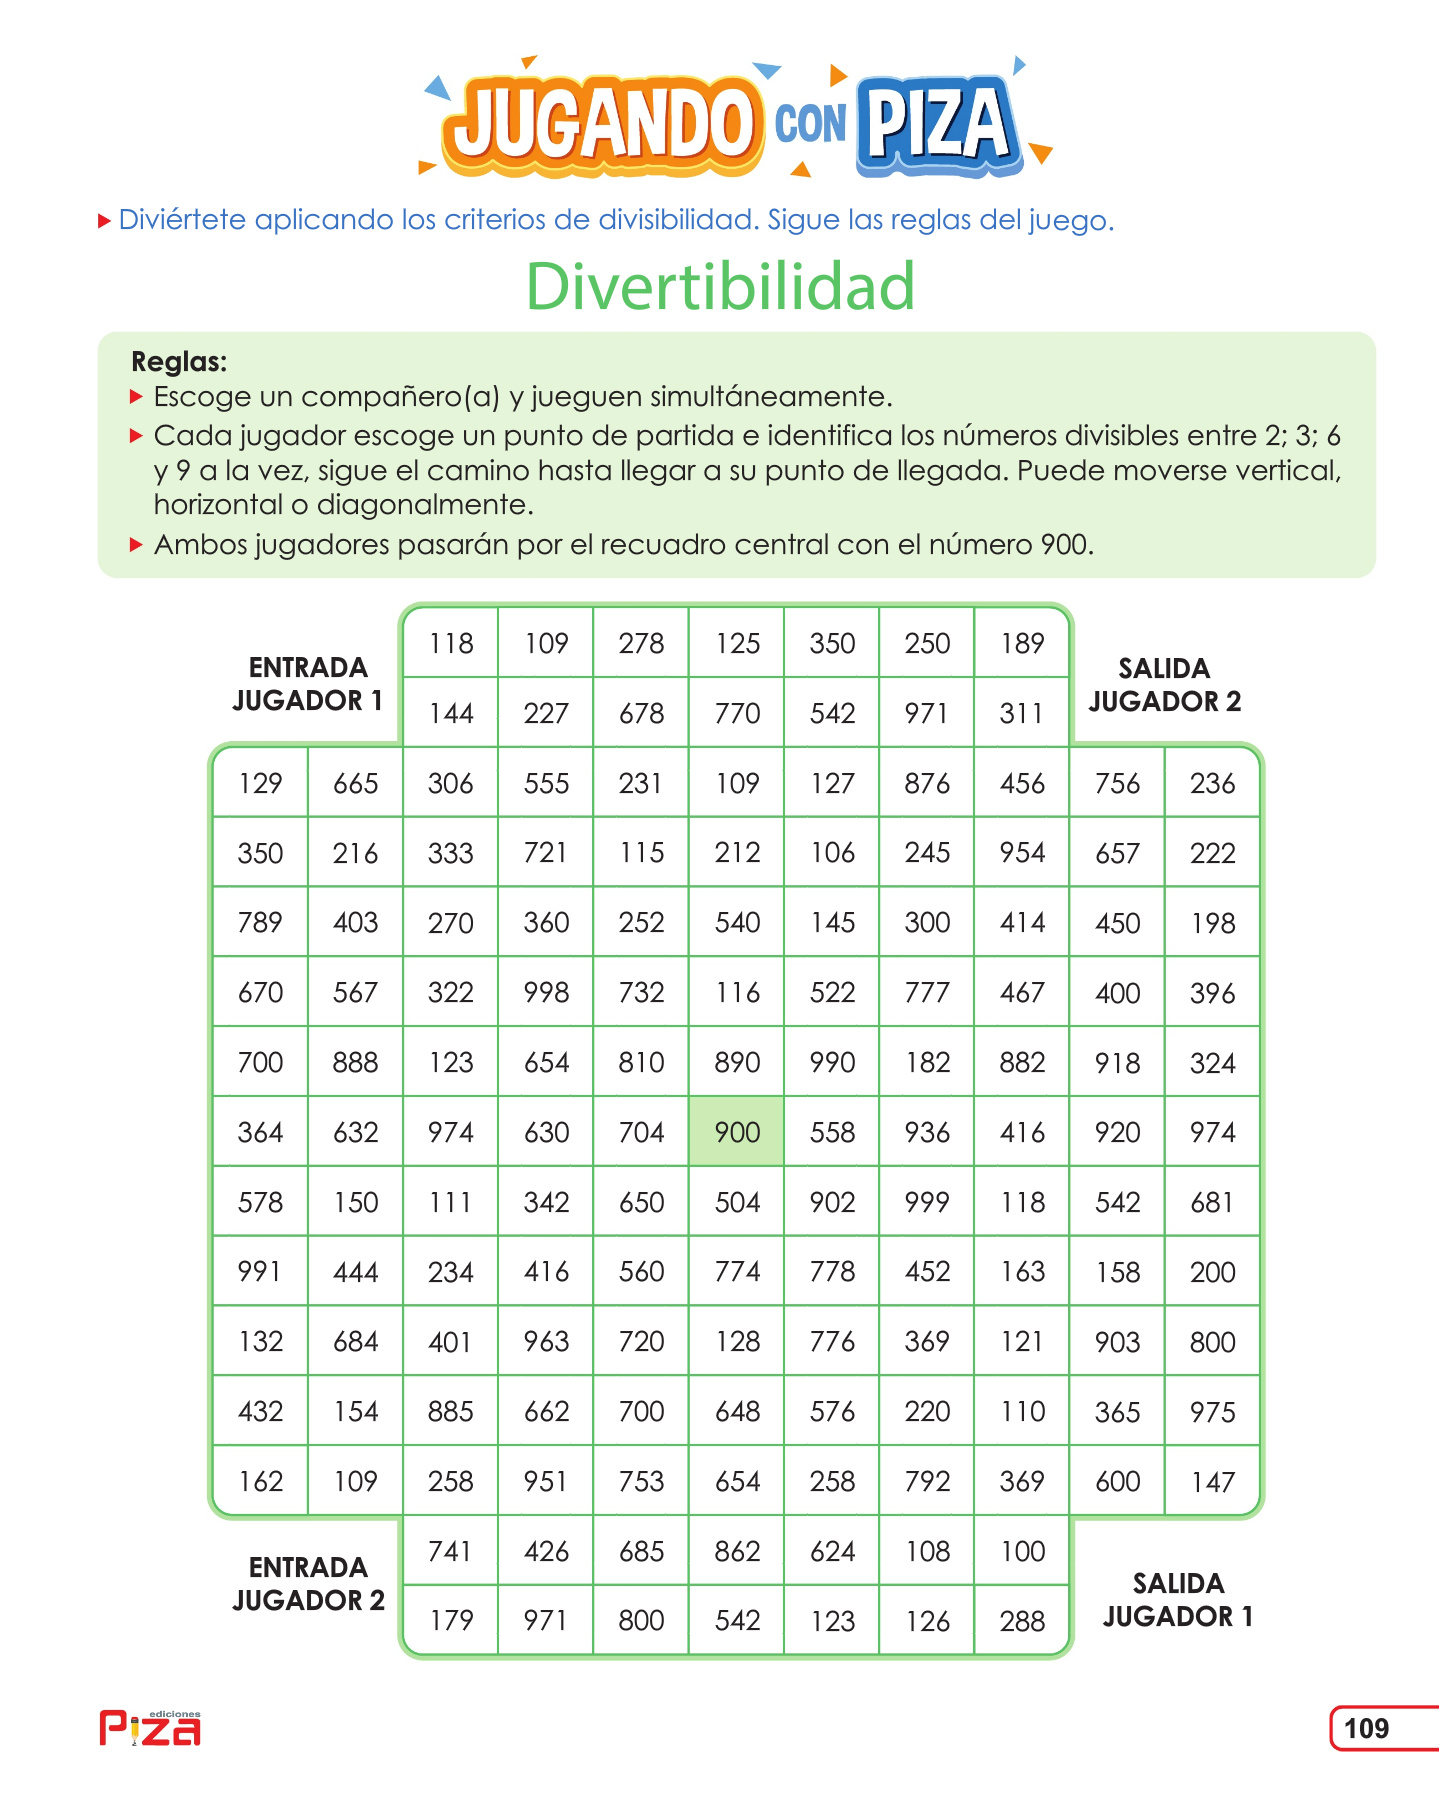 JUGANDO CON PIZA
Diviértete aplicando los criterios de divisibilidad. Sigue las reglas del juego.
Divertibilidad
Reglas:
Escoge un compañero(a) y jueguen simultáneamente.
Cada jugador escoge un punto de partida e identifica los números divisibles entre 2; 3; 6
y 9 a la vez, sigue el camino hasta llegar a su punto de llegada. Puede moverse vertical,
horizontal o diagonalmente.
Ambos jugadores pasarán por el recuadro central con el número 900.
ENTRADA
JUGADOR 1
SALIDA
JUGADOR 2
118 109 278 125 350 250 189
144 227 678 770 542 971 311
129 665 306 555 231 109 127 876 456 756 236
350 216 333 721 115 212 106 245 954 657 222
789 403 270 360 252 540 145 300 414 450 198
670 567 322 998 732 116 522 777 467 400 396
700 888 123 654 810 890 990 182 882 918 324
364 632 974 630 704 900 558 936 416 920 974
578 150 111 342 650 504 902 999 118 542 681
991 444 234 416 560 774 778 452 163 158 200
132 684 401 963 720 128 776 369 121 903 800
432 154 885 662 700 648 576 220 110 365 975
162 109 258 951 753 654 258 792 369 600 147
741 426 685 862 624 108 100
179 971 800 542 123 126 288
ENTRADA
JUGADOR 2
SALIDA
JUGADOR 1
ediciones
Piza
109